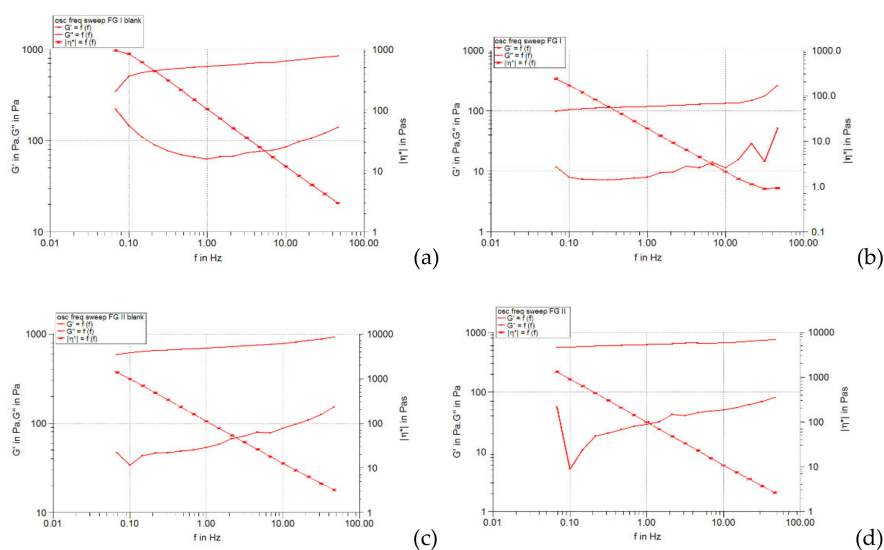 osc freq sweep FG I blank
G' = f (f)
G'' = f (f)
|η*| = f (f)
1000
100
10
G' in Pa,G'' in Pa
1000
100
10
1
|η*| in Pas
0.01
0.10
1.00
10.00
100.00
f in Hz
(a)
osc freq sweep FG I
G' = f (f)
G'' = f (f)
|η*| = f (f)
1000
100
10
1
G' in Pa,G'' in Pa
1000.0
100.0
10.0
1.0
0.1
|η*| in Pas
0.01
0.10
1.00
10.00
100.00
f in Hz
(b)
osc freq sweep FG II blank
G' = f (f)
G'' = f (f)
|η*| = f (f)
1000
100
10
G' in Pa,G'' in Pa
10000
1000
100
10
1
|η*| in Pas
0.01
0.10
1.00
10.00
100.00
f in Hz
(c)
osc freq sweep FG II
G' = f (f)
G'' = f (f)
|η*| = f (f)
1000
100
10
1
G' in Pa,G'' in Pa
10000
1000
100
10
1
|η*| in Pas
0.01
0.10
1.00
10.00
100.00
f in Hz
(d)